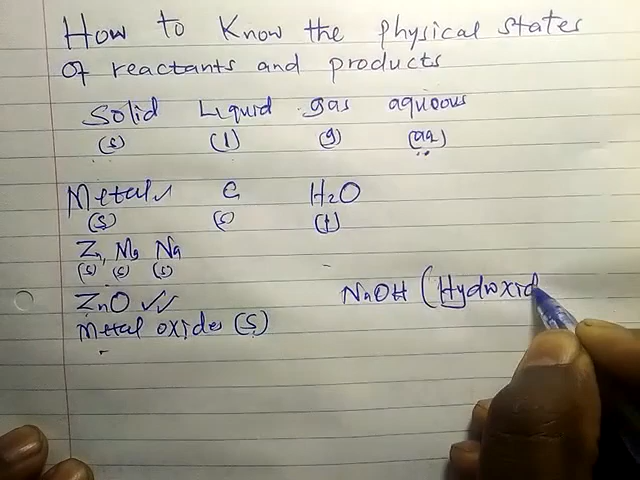 How to Know the physical states
of reactants and products
Solid Liquid gas aqueous
(s) (l) (g) (aq)
Metals C H2O
(s) (s) (l)
Zn, Mg Na
(s) (s) (s)
NaOH (Hydroxid
ZnO
Metal oxides (s)